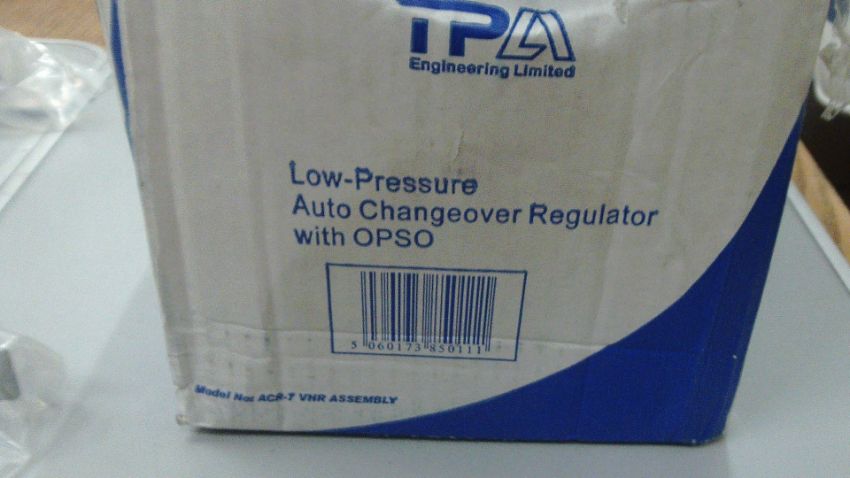 TPA
Engineering Limited
Low-Pressure
Auto Changeover Regulator
with OPSO
5 060173 850111
Model No: ACR-7 VHR ASSEMBLY